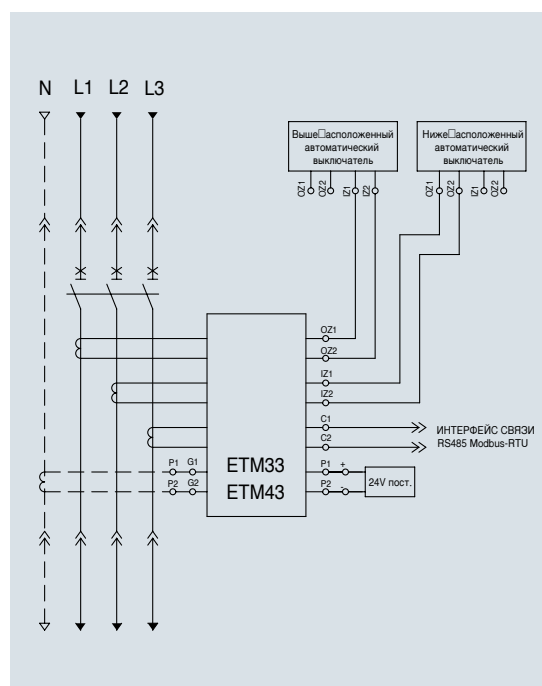 N L1 L2 L3
Выше□асположенный
автоматический
выключатель
Ниже□асположенный
автоматический
выключатель
OZ1 OZ2 IZ1 IZ2
OZ1 OZ2 IZ1 OZ2
OZ1
OZ2
IZ1
IZ2
C1
C2
ИНТЕРФЕЙС СВЯЗИ
RS485 Modbus-RTU
P1 G1
P2 G2
ETM33
ETM43
P1 +
P2 -
24V пост.